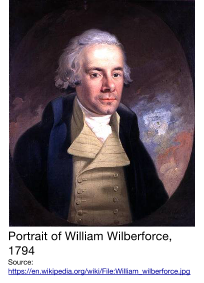 Portrait of William Wilberforce,
1794
Source:
https://en.wikipedia.org/wiki/File:William_wilberforce.jpg